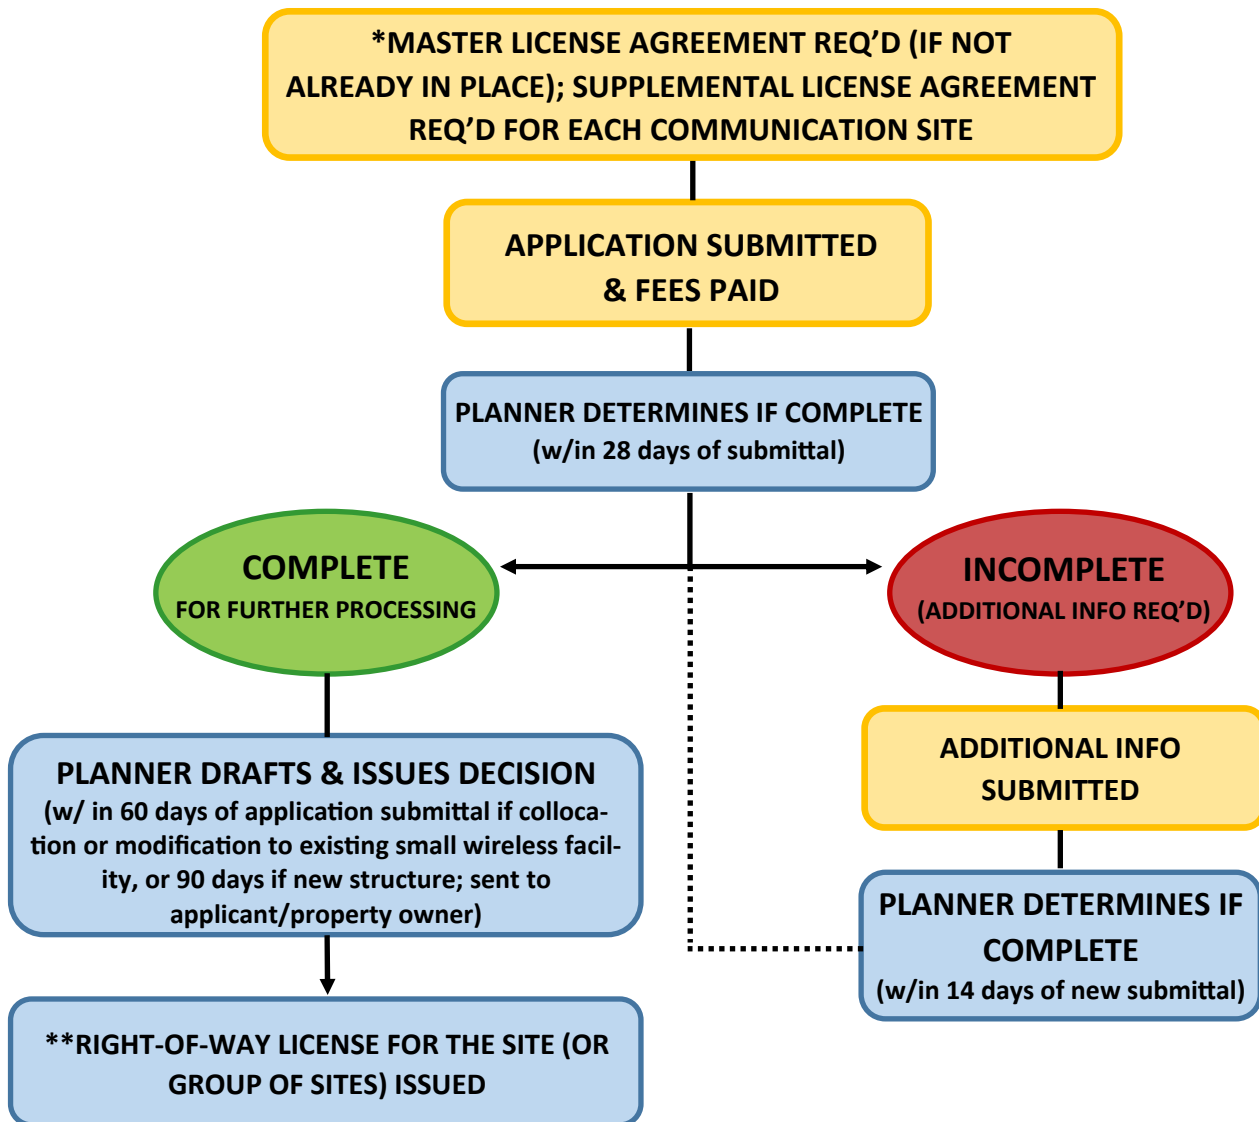 *MASTER LICENSE AGREEMENT REQ’D (IF NOT
ALREADY IN PLACE); SUPPLEMENTAL LICENSE AGREEMENT
REQ’D FOR EACH COMMUNICATION SITE
APPLICATION SUBMITTED
& FEES PAID
PLANNER DETERMINES IF COMPLETE
(w/in 28 days of submittal)
COMPLETE
FOR FURTHER PROCESSING
INCOMPLETE
(ADDITIONAL INFO REQ’D)
PLANNER DRAFTS & ISSUES DECISION
(w/ in 60 days of application submittal if colloca-
tion or modification to existing small wireless facil-
ity, or 90 days if new structure; sent to
applicant/property owner)
ADDITIONAL INFO
SUBMITTED
PLANNER DETERMINES IF
COMPLETE
(w/in 14 days of new submittal)
**RIGHT-OF-WAY LICENSE FOR THE SITE (OR
GROUP OF SITES) ISSUED